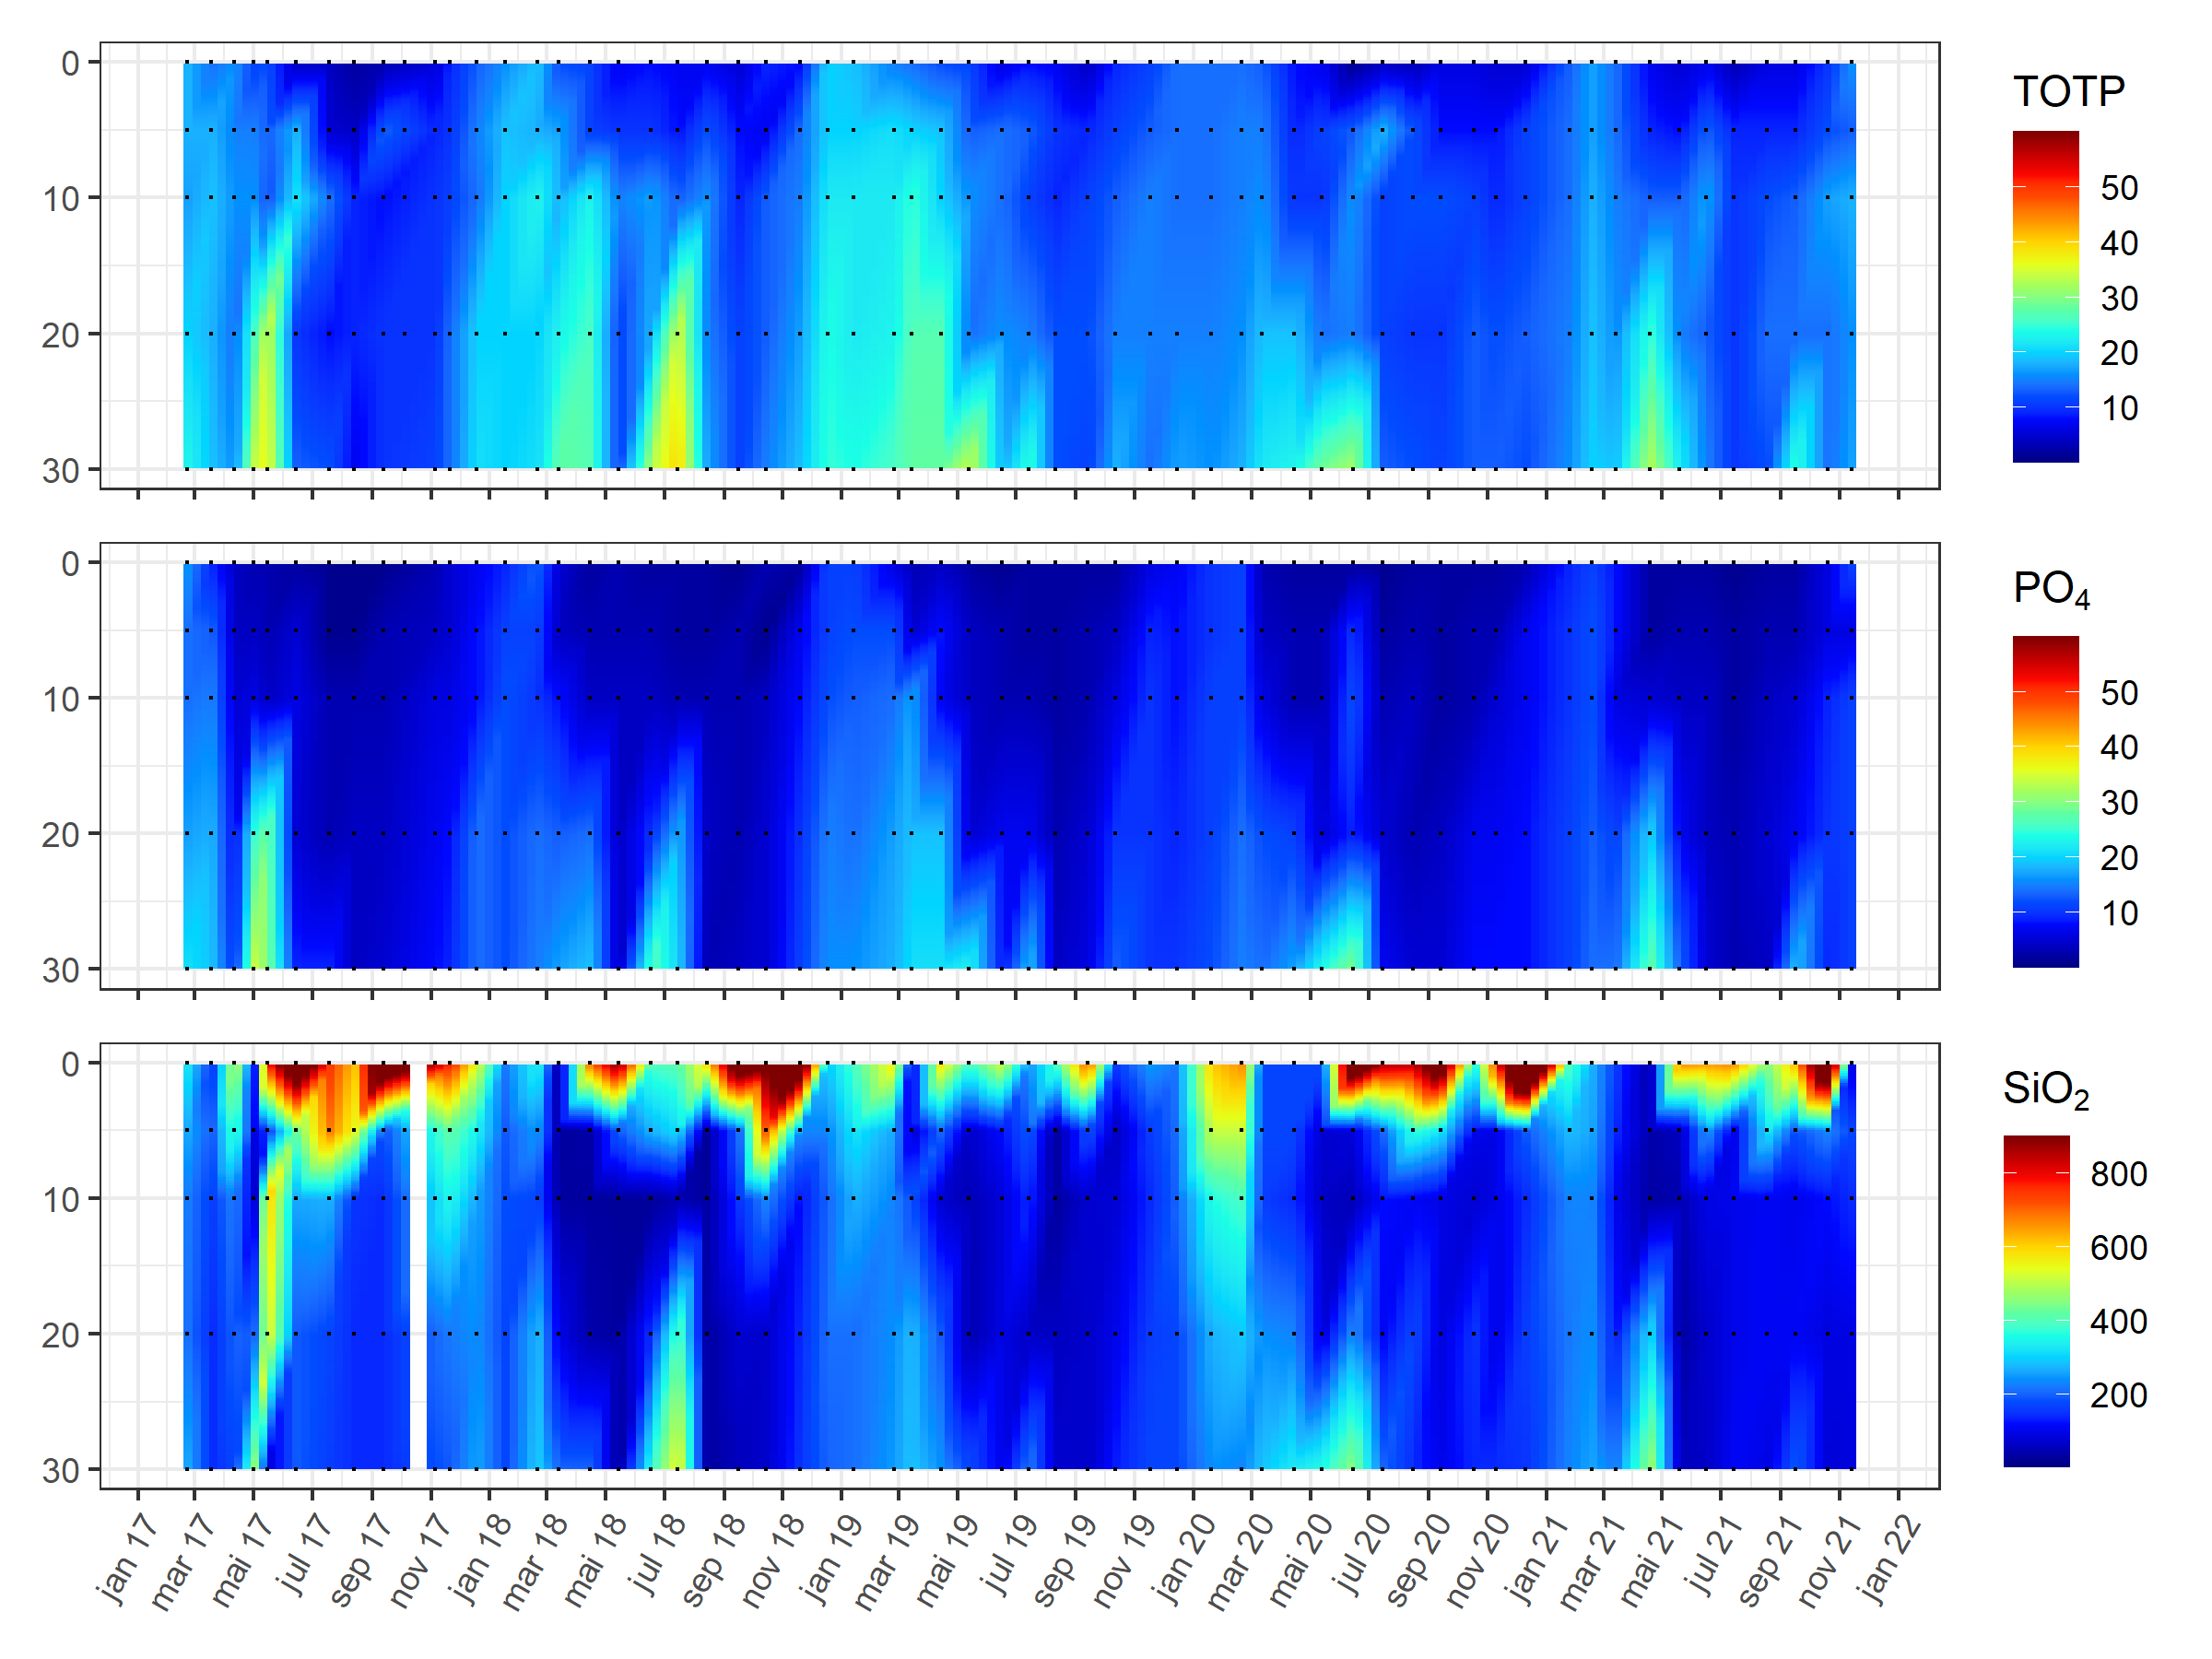 0
10
20
30
TOTP
50
40
30
20
10
0
10
20
30
PO₄
50
40
30
20
10
0
10
20
30
SiO₂
800
600
400
200
jan 17
mar 17
mai 17
jul 17
sep 17
nov 17
jan 18
mar 18
mai 18
jul 18
sep 18
nov 18
jan 19
mar 19
mai 19
jul 19
sep 19
nov 19
jan 20
mar 20
mai 20
jul 20
sep 20
nov 20
jan 21
mar 21
mai 21
jul 21
sep 21
nov 21
jan 22